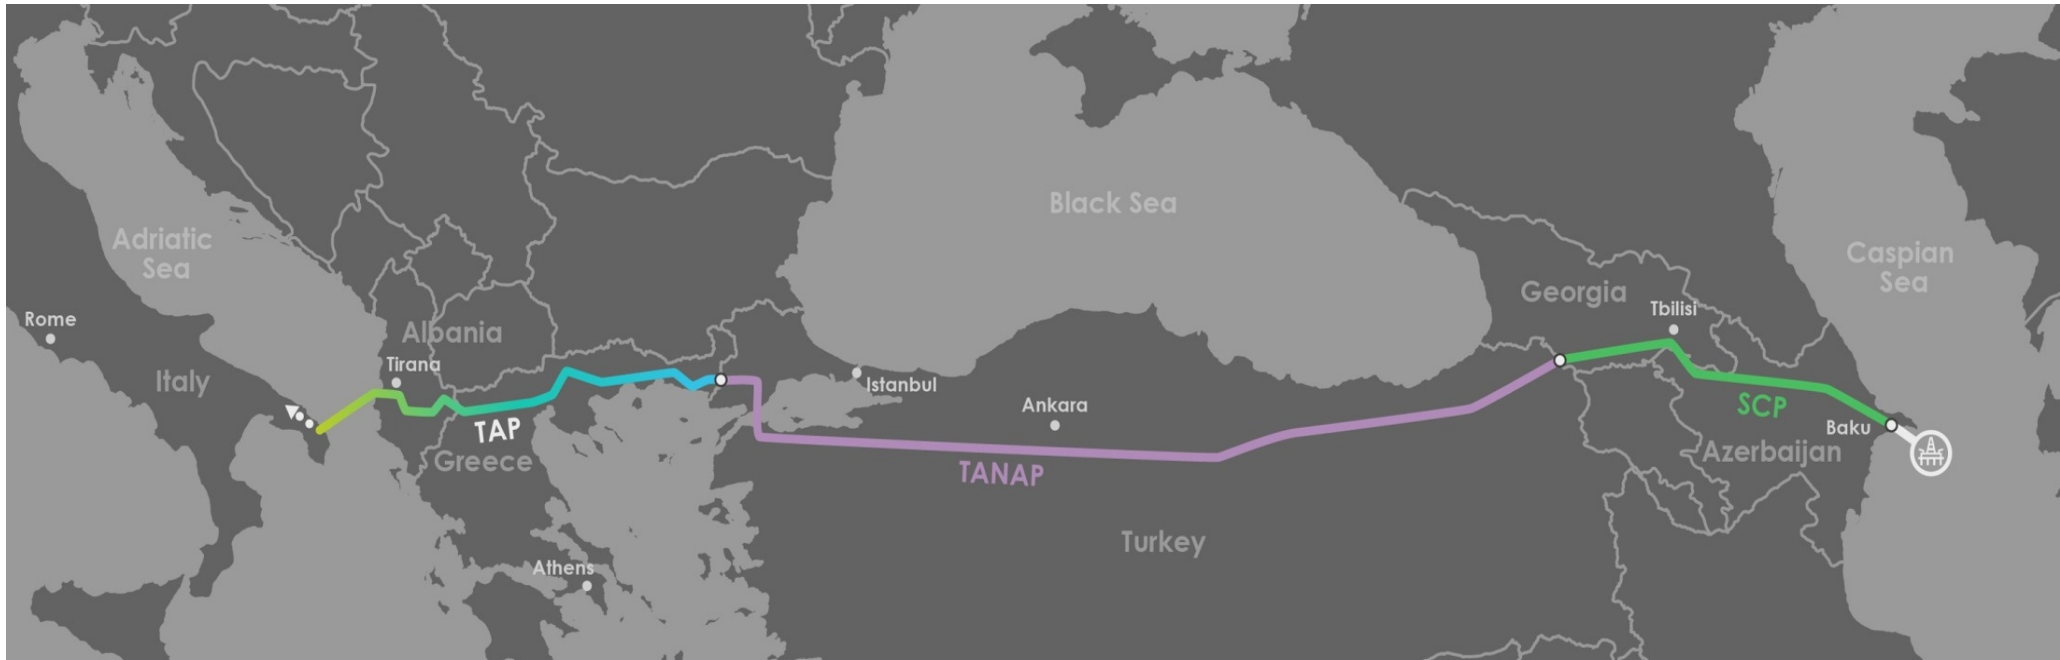 Adriatic
Sea
Black Sea
Caspian
Sea
Georgia
Tbilisi
Rome
Albania
Tirana
Italy
Istanbul
Ankara
TAP
Greece
TANAP
SCP
Baku
Azerbaijan
Turkey
Athens